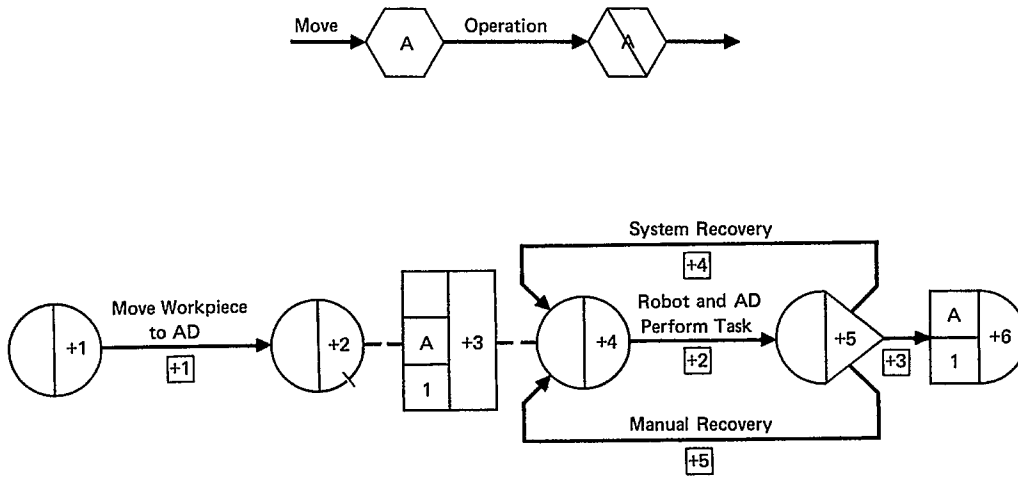 Move
Operation
A
A
System Recovery
+4
Move Workpiece
to AD
+1
+1
+2
A
1
+3
+4
Robot and AD
Perform Task
+2
+5
+3
A
1
+6
Manual Recovery
+5